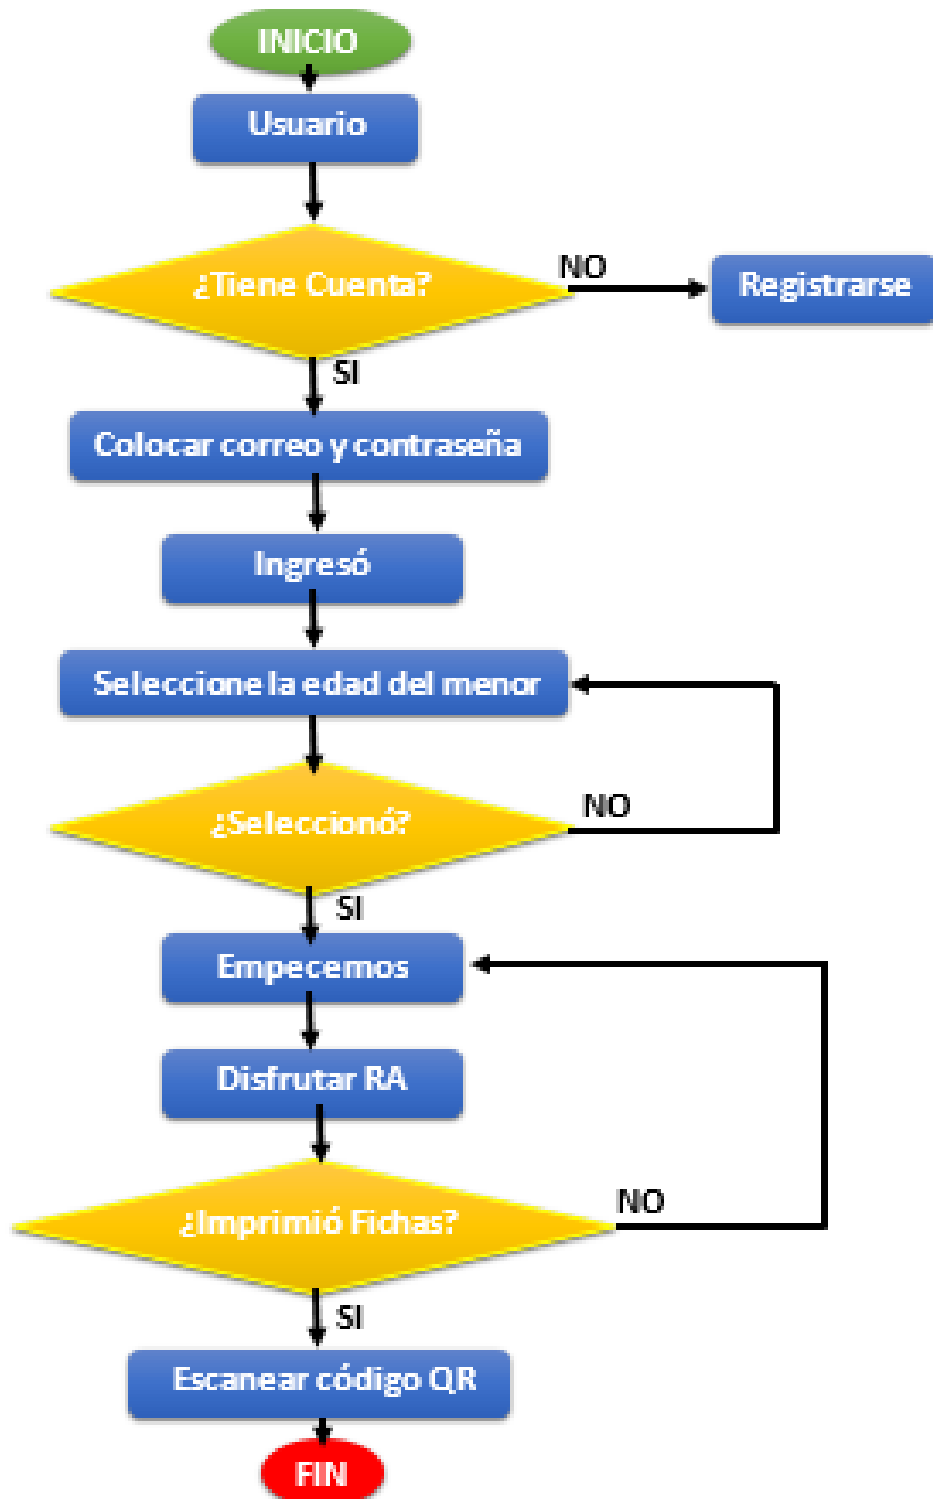 INICIO
Usuario
¿Tiene Cuenta?
NO
Registrarse
SI
Colocar correo y contraseña
Ingresó
Seleccione la edad del menor
¿Seleccionó?
NO
SI
Empecemos
Disfrutar RA
¿Imprimió Fichas?
NO
SI
Escanear código QR
FIN